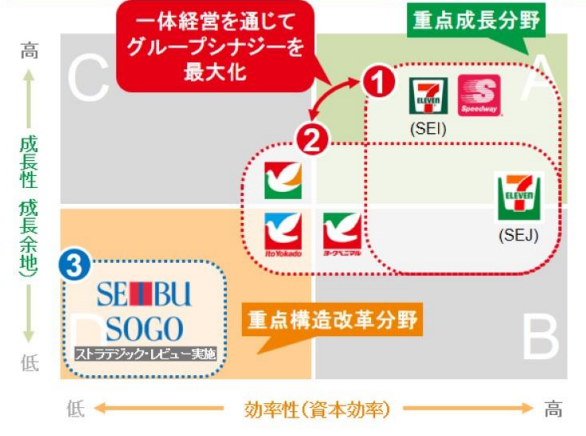 一体経営を通じて
グループシナジーを
最大化
重点成長分野
高
成長性（成長余地）
低
C
A
1
7
ELEVEN
S
Speedway
(SEI)
2
7
ELEVEN
(SEJ)
Ito Yokado
ヨークベニマル
3
SEIBU
SOGO
ストラテジック・レビュー実施
D
重点構造改革分野
B
低
効率性（資本効率）
高